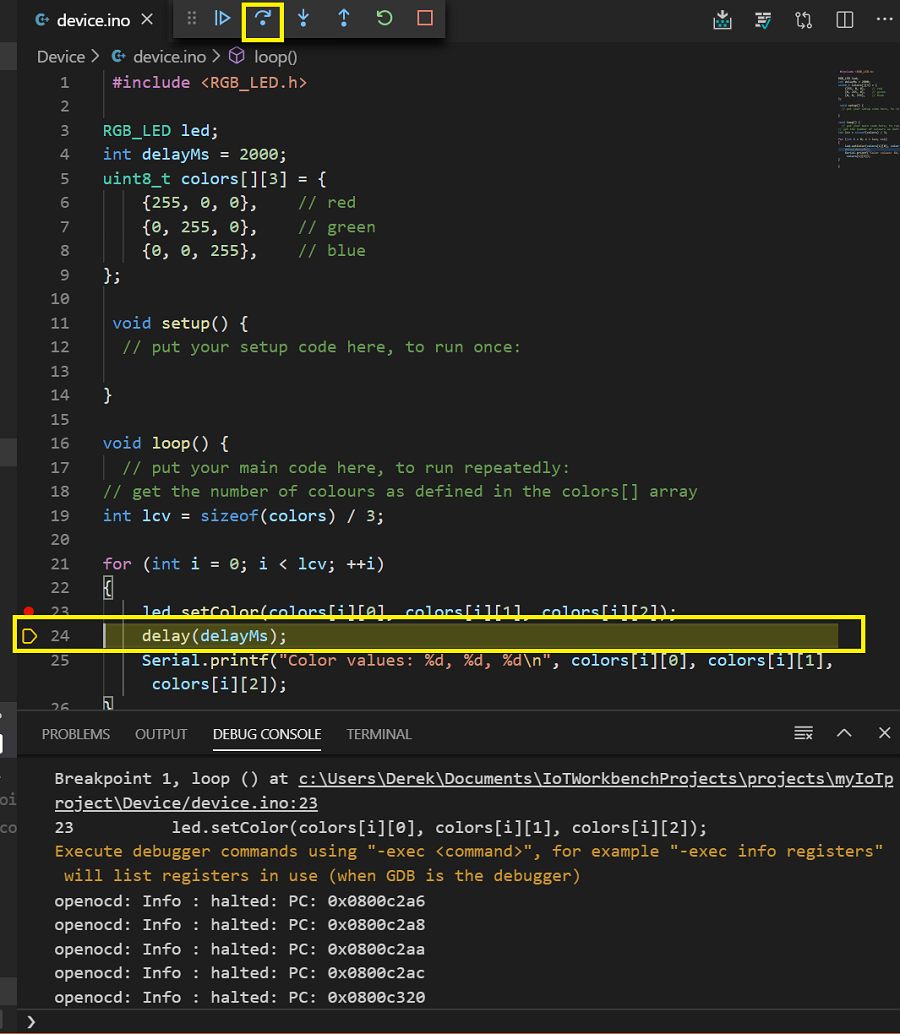 device.ino
Device > device.ino > loop()
1 #include <RGB_LED.h>
2
3 RGB_LED led;
4 int delayMs = 2000;
5 uint8_t colors[][3] = {
6 {255, 0, 0}, // red
7 {0, 255, 0}, // green
8 {0, 0, 255}, // blue
9 };
10
11 void setup() {
12 // put your setup code here, to run once:
13
14 }
15
16 void loop() {
17 // put your main code here, to run repeatedly:
18 // get the number of colours as defined in the colors[] array
19 int lcv = sizeof(colors) / 3;
20
21 for (int i = 0; i < lcv; ++i)
22 {
23 led.setColor(colors[i][0], colors[i][1], colors[i][2]);
24 delay(delayMs);
25 Serial.printf("Color values: %d, %d, %d\n", colors[i][0], colors[i][1],
colors[i][2]);
26 }
PROBLEMS OUTPUT DEBUG CONSOLE TERMINAL
Breakpoint 1, loop () at c:\Users\Derek\Documents\IoTWorkbenchProjects\projects\myIoTp
roject\Device/device.ino:23
23 led.setColor(colors[i][0], colors[i][1], colors[i][2]);
Execute debugger commands using "-exec <command>", for example "-exec info registers"
will list registers in use (when GDB is the debugger)
openocd: Info : halted: PC: 0x0800c2a6
openocd: Info : halted: PC: 0x0800c2a8
openocd: Info : halted: PC: 0x0800c2aa
openocd: Info : halted: PC: 0x0800c2ac
openocd: Info : halted: PC: 0x0800c320